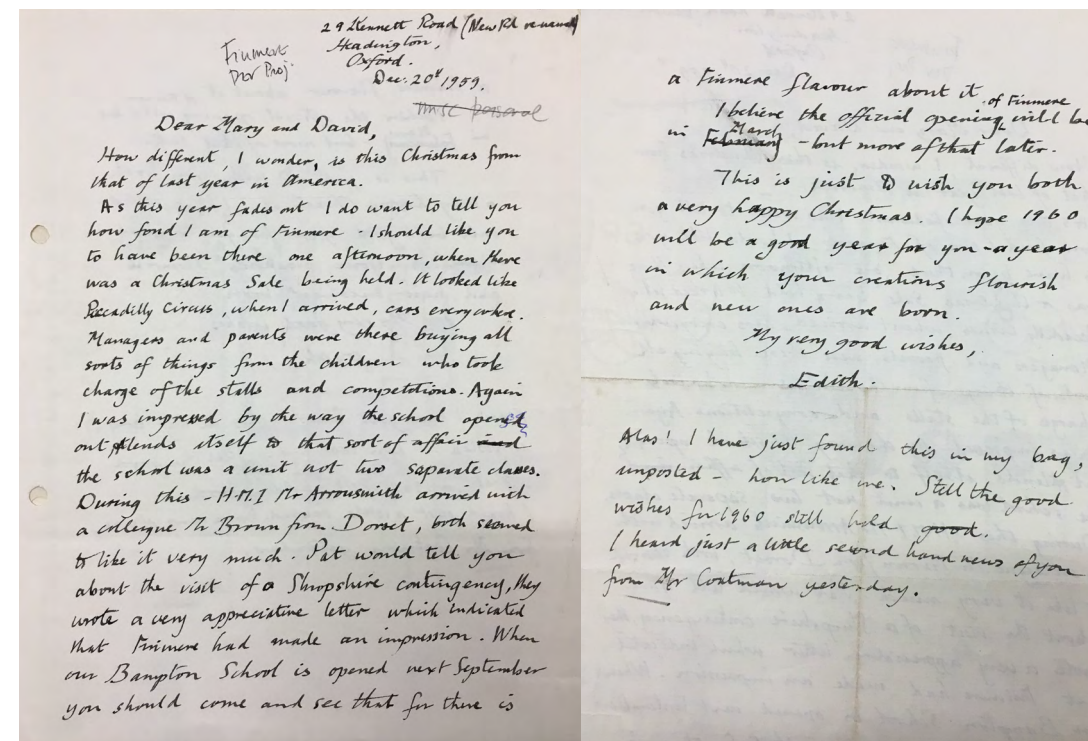 29 Kennett Road (New Rd renamed)
Headington,
Oxford.
Dec: 20th 1959.
Finmere
Proj.
misc personal
Dear Mary and David,
How different, I wonder, is this Christmas from
that of last year in America.
As this year fades out I do want to tell you
how fond I am of Finmere - I should like you
to have been there one afternoon, when there
was a Christmas Sale being held. It looked like
Piccadilly Circus, when I arrived, cars everywhere.
Managers and parents were there buying all
sorts of things from the children who took
charge of the stalls and competitions. Again
I was impressed by the way the school opened
out & lends itself to that sort of affair and
the school was a unit not two separate classes.
During this - H.M.I Mr Arrowsmith arrived with
a colleague Mr from Dorset, both seemed
to like it very much. Pat would tell you
about the visit of a Shropshire contingency, they
wrote a very appreciative letter which indicated
that Finmere had made an impression. When
our Bampton School is opened next September
you should come and see that for there is
a Finmere flavour about it.
I believe the official opening of Finmere will be
in February March - but more of that later.
This is just to wish you both
a very happy Christmas. I hope 1960
will be a good year for you - a year
in which your creations flourish
and new ones are born.
My very good wishes,
Edith.
Alas! I have just found this in my bag,
unposted - how like me. Still the good
wishes for 1960 still hold good.
I heard just a little second hand news of you
from Mr Coatman yesterday.